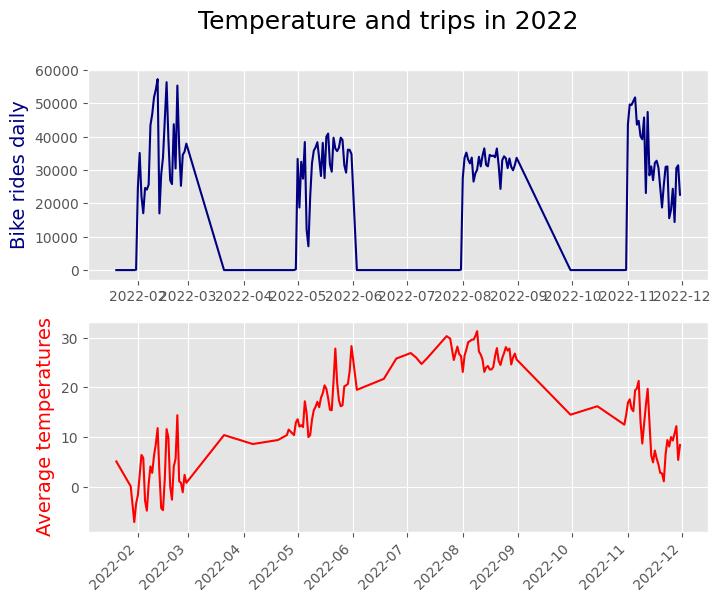 Temperature and trips in 2022
Bike rides daily
60000
50000
40000
30000
20000
10000
0
2022-02 2022-03 2022-04 2022-05 2022-06 2022-07 2022-08 2022-09 2022-10 2022-11 2022-12
Average temperatures
30
20
10
0
2022-02 2022-03 2022-04 2022-05 2022-06 2022-07 2022-08 2022-09 2022-10 2022-11 2022-12